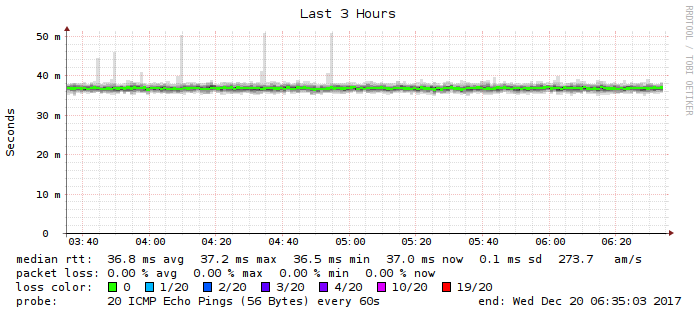 Last 3 Hours
RRDTOOL / TOBI OETIKER
Seconds
50 m
40 m
30 m
20 m
10 m
0
03:40 04:00 04:20 04:40 05:00 05:20 05:40 06:00 06:20
median rtt: 36.8 ms avg 37.2 ms max 36.5 ms min 37.0 ms now 0.1 ms sd 273.7 am/s
packet loss: 0.00 % avg 0.00 % max 0.00 % min 0.00 % now
loss color: 0 1/20 2/20 3/20 4/20 10/20 19/20
probe: 20 ICMP Echo Pings (56 Bytes) every 60s end: Wed Dec 20 06:35:03 2017